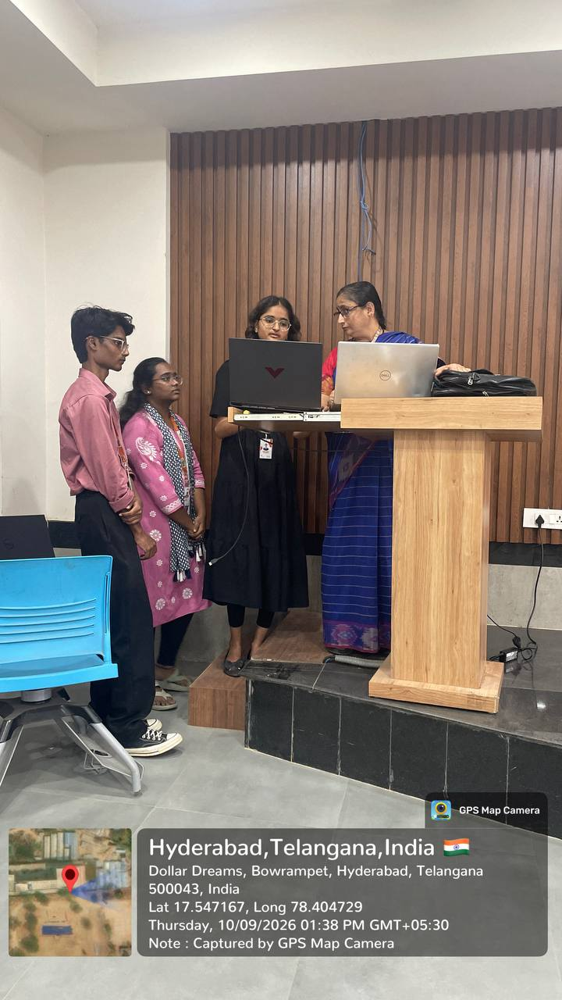 DELL
GPS Map Camera
Hyderabad,Telangana,India 🇮🇳
Dollar Dreams, Bowrampet, Hyderabad, Telangana
500043, India
Lat 17.547167, Long 78.404729
Thursday, 10/09/2026 01:38 PM GMT+05:30
Note : Captured by GPS Map Camera